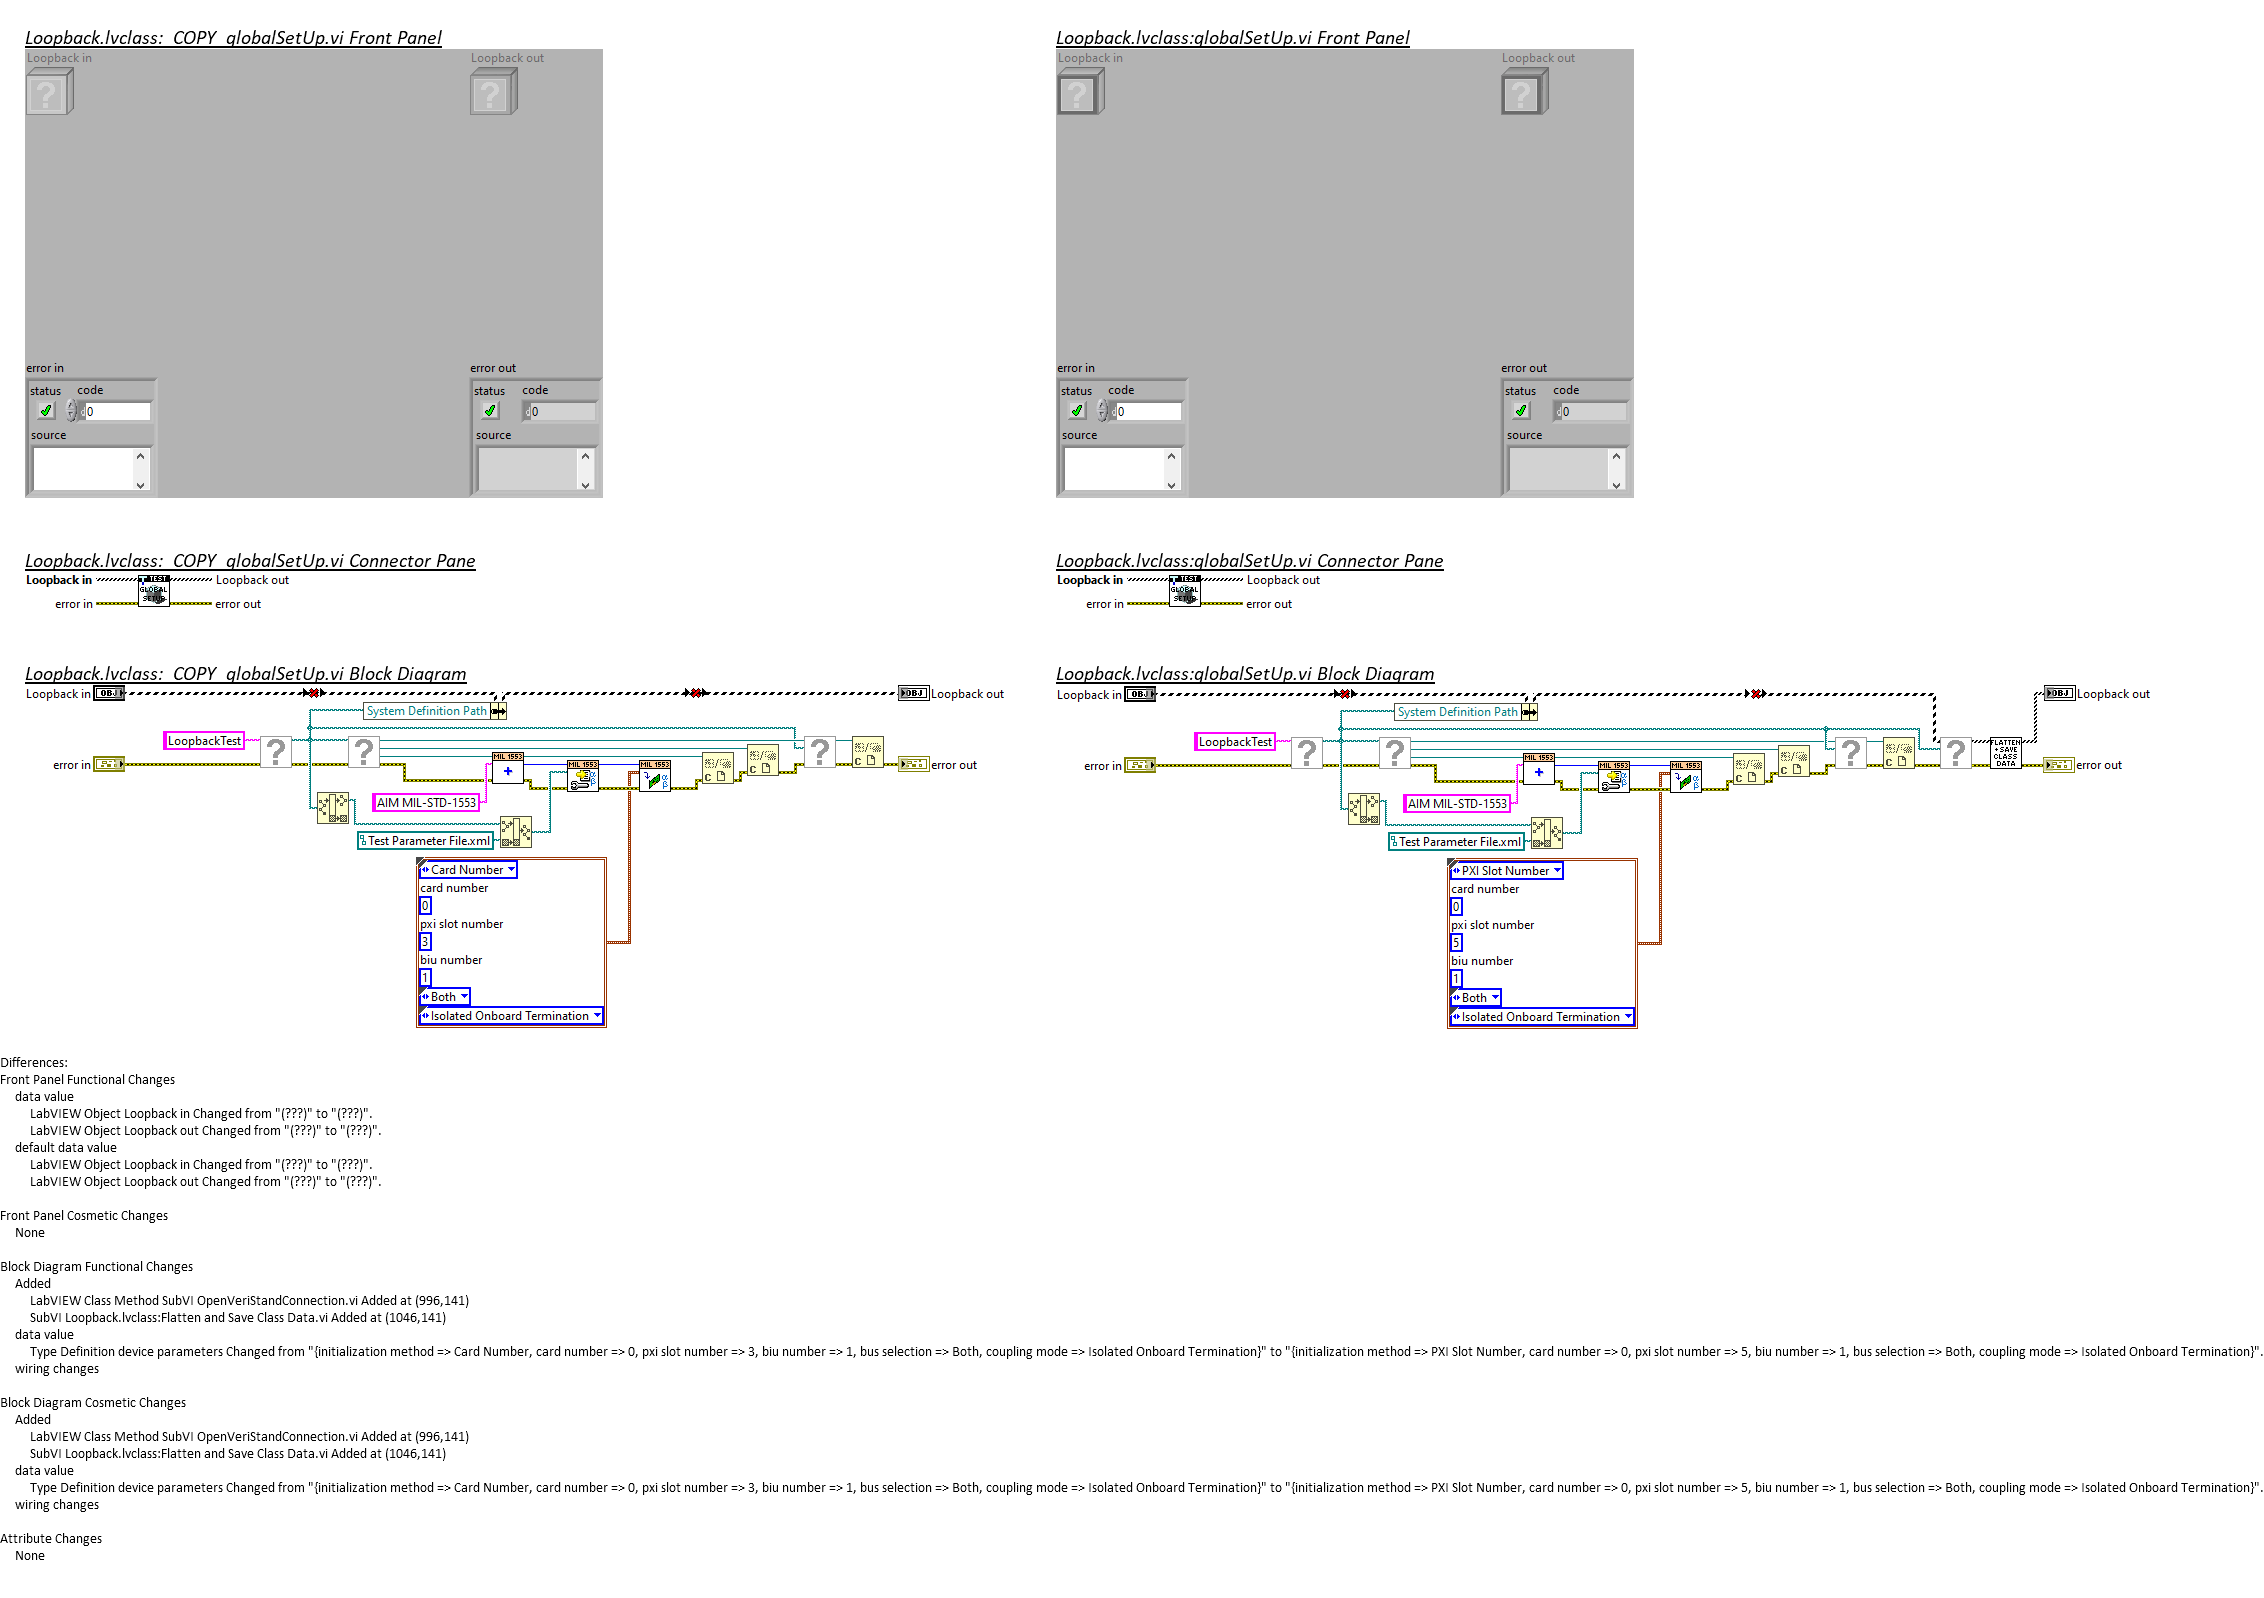 Loopback.lvclass:_COPY_globalSetUp.vi Front Panel
Loopback in
Loopback out
error in
status code
0
source
error out
status code
0
source
Loopback.lvclass:globalSetUp.vi Front Panel
Loopback in
Loopback out
error in
status code
0
source
error out
status code
0
source
Loopback.lvclass:_COPY_globalSetUp.vi Connector Pane
Loopback in
Loopback out
error in
error out
TEST
GLOBAL
SETUP
Loopback.lvclass:globalSetUp.vi Connector Pane
Loopback in
Loopback out
error in
error out
TEST
GLOBAL
SETUP
Loopback.lvclass:_COPY_globalSetUp.vi Block Diagram
Loopback in
OBJ
OBJ
Loopback out
System Definition Path
LoopbackTest
error in
MIL 1553
MIL 1553
MIL 1553
error out
AIM MIL-STD-1553
Test Parameter File.xml
Card Number
card number
0
pxi slot number
3
biu number
1
Both
Isolated Onboard Termination
Loopback.lvclass:globalSetUp.vi Block Diagram
Loopback in
OBJ
OBJ
Loopback out
System Definition Path
LoopbackTest
error in
MIL 1553
MIL 1553
MIL 1553
FLATTEN
+ SAVE
CLASS
DATA
error out
AIM MIL-STD-1553
Test Parameter File.xml
PXI Slot Number
card number
0
pxi slot number
5
biu number
1
Both
Isolated Onboard Termination
Differences:
Front Panel Functional Changes
data value
LabVIEW Object Loopback in Changed from "(???)" to "(???)".
LabVIEW Object Loopback out Changed from "(???)" to "(???)".
default data value
LabVIEW Object Loopback in Changed from "(???)" to "(???)".
LabVIEW Object Loopback out Changed from "(???)" to "(???)".
Front Panel Cosmetic Changes
None
Block Diagram Functional Changes
Added
LabVIEW Class Method SubVI OpenVeriStandConnection.vi Added at (996,141)
SubVI Loopback.lvclass:Flatten and Save Class Data.vi Added at (1046,141)
data value
Type Definition device parameters Changed from "{initialization method => Card Number, card number => 0, pxi slot number => 3, biu number => 1, bus selection => Both, coupling mode => Isolated Onboard Termination}" to "{initialization method => PXI Slot Number, card number => 0, pxi slot number => 5, biu number => 1, bus selection => Both, coupling mode => Isolated Onboard Termination}".
wiring changes
Block Diagram Cosmetic Changes
Added
LabVIEW Class Method SubVI OpenVeriStandConnection.vi Added at (996,141)
SubVI Loopback.lvclass:Flatten and Save Class Data.vi Added at (1046,141)
data value
Type Definition device parameters Changed from "{initialization method => Card Number, card number => 0, pxi slot number => 3, biu number => 1, bus selection => Both, coupling mode => Isolated Onboard Termination}" to "{initialization method => PXI Slot Number, card number => 0, pxi slot number => 5, biu number => 1, bus selection => Both, coupling mode => Isolated Onboard Termination}".
wiring changes
Attribute Changes
None